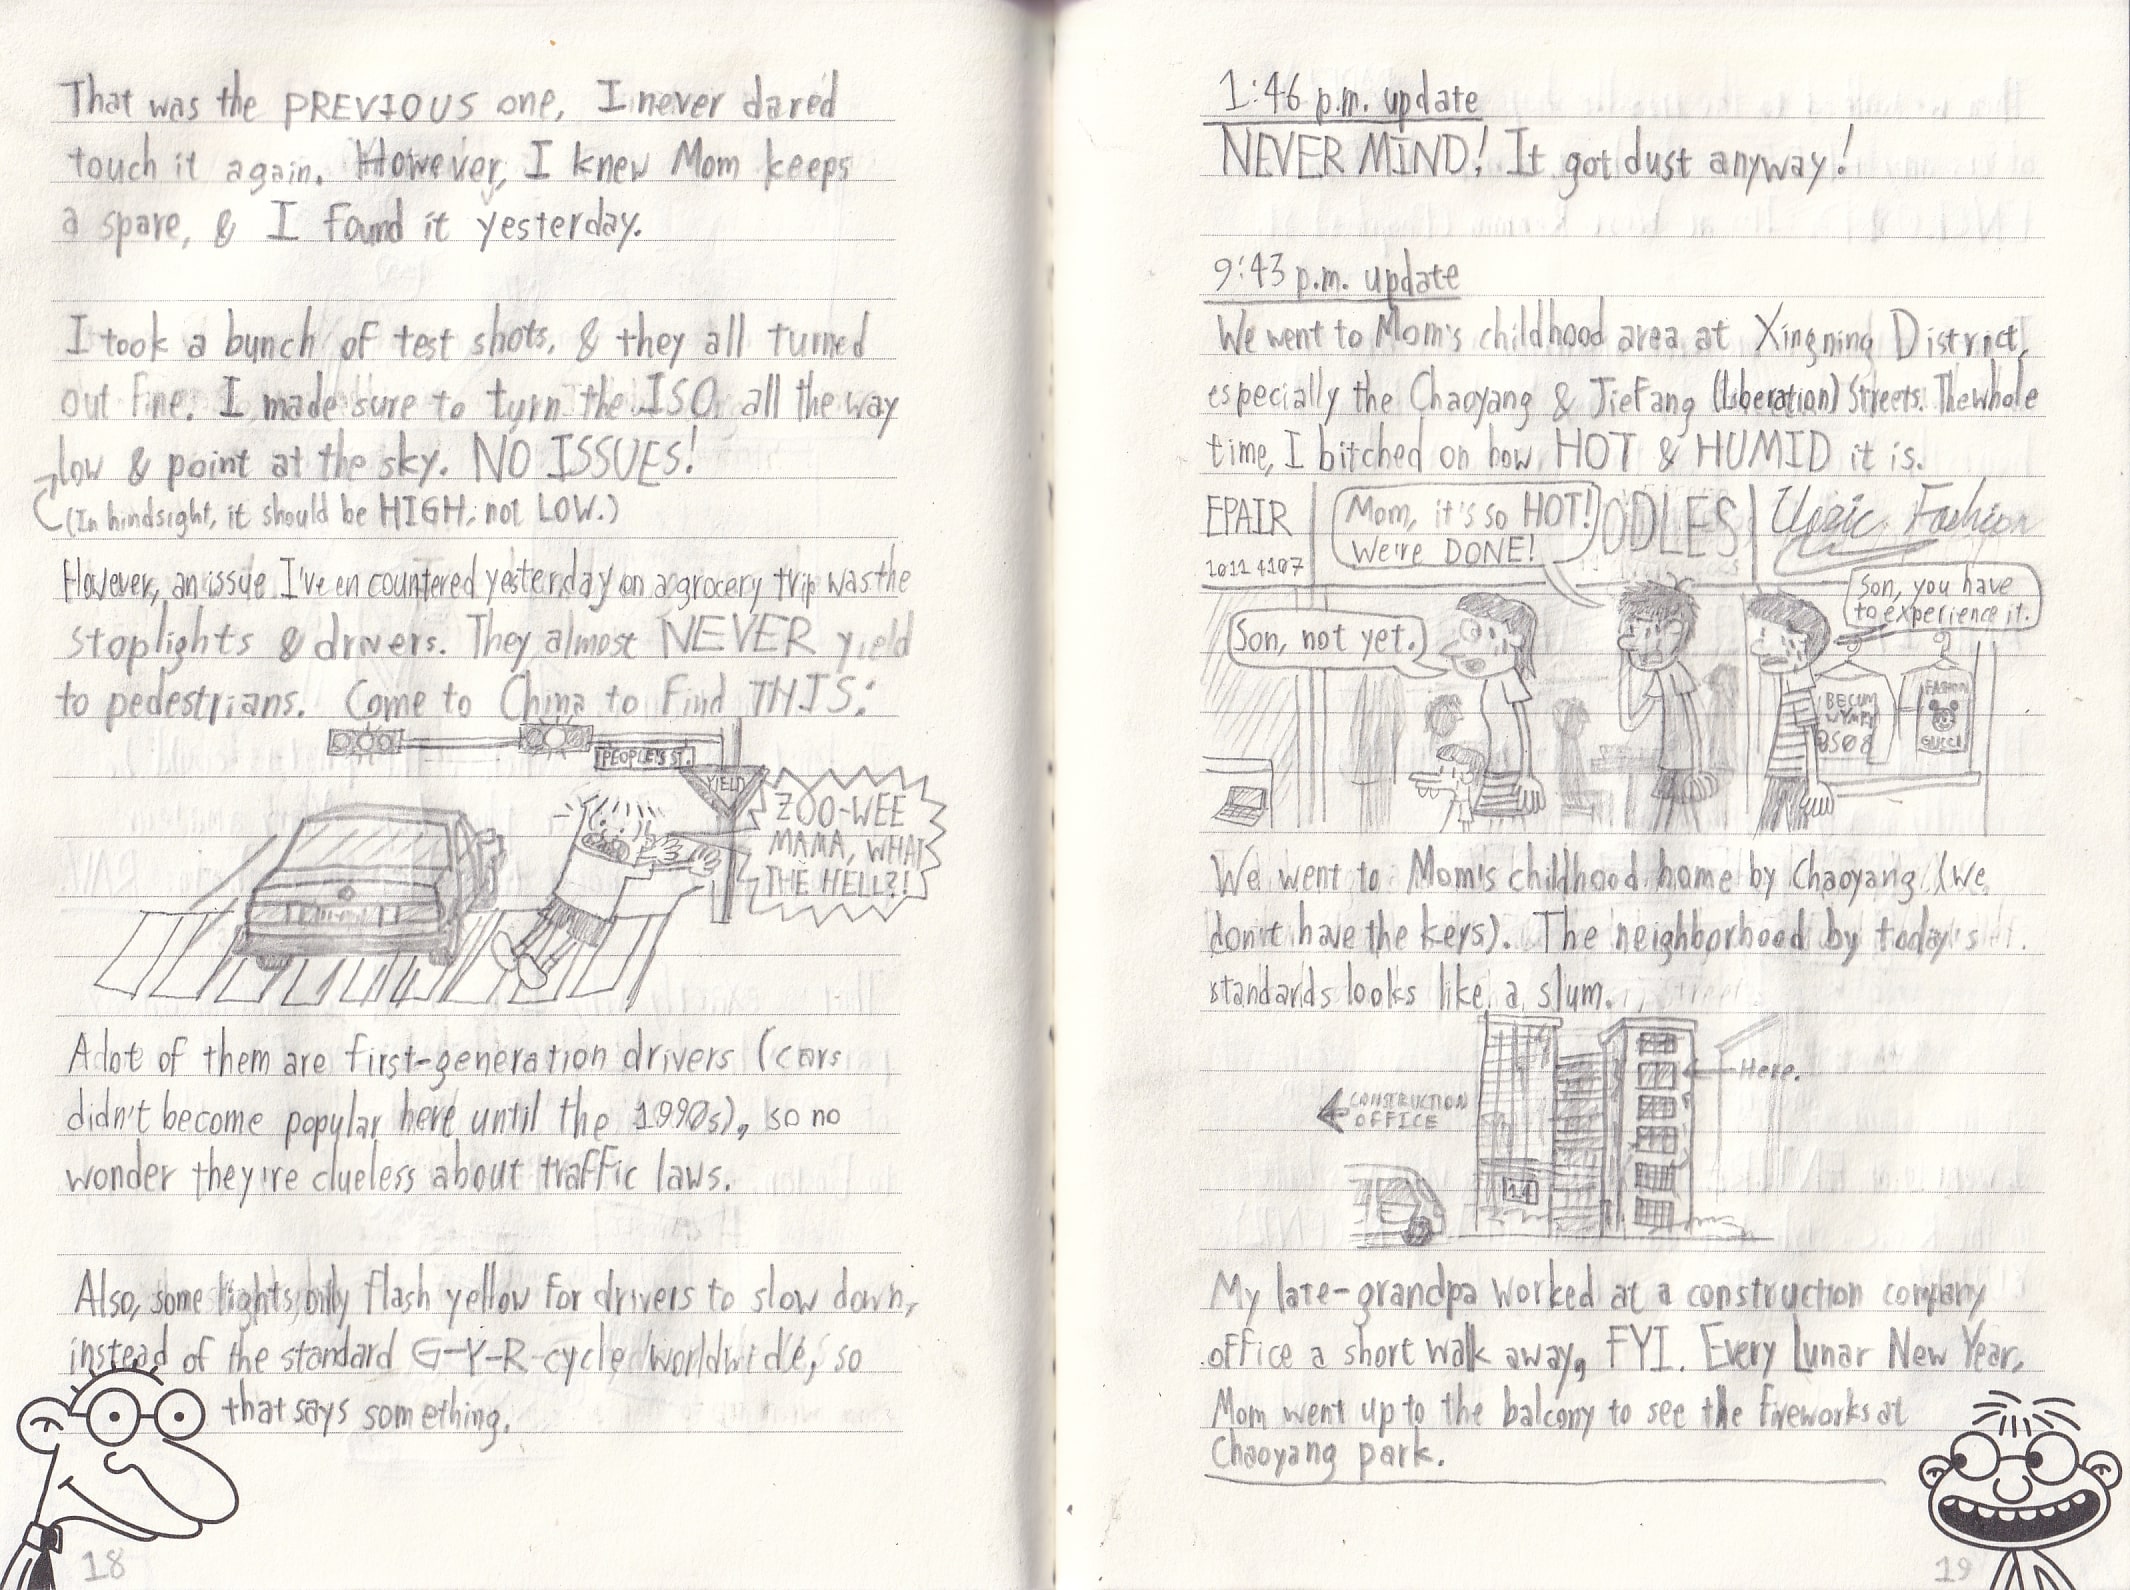 That was the PREVIOUS one, I never dared
touch it again. However, I knew Mom keeps
a spare, & I found it yesterday.
I took a bunch of test shots, & they all turned
out fine. I made sure to turn the ISO all the way
low & point at the sky. NO ISSUES!
(In hindsight, it should be HIGH, not LOW.)
However, an issue I've encountered yesterday on a grocery trip was the
stoplights & drivers. They almost NEVER yield
to pedestrians. Come to China to find THIS:
PEOPLE'S ST.
YIELD
ZOO-WEE
MAMA, WHAT
THE HELL?!
A lot of them are first-generation drivers (cars
didn't become popular here until the 1990s), so no
wonder they're clueless about traffic laws.
Also, some lights only flash yellow for drivers to slow down,
instead of the standard G-Y-R cycle worldwide, so
that says something.
18
1:46 p.m. update
NEVER MIND! It got dust anyway!
9:43 p.m. update
We went to Mom's childhood area at Xingning District,
especially the Chaoyang & JieFang (Liberation) Streets. The whole
time, I bitched on how HOT & HUMID it is.
EPAIR
1011 4107
Mom, it's so HOT!
We're DONE!
ODLES
Fashion
Son, you have
to experience it.
Son, not yet.
BECUM
WYMPY
8508
FASHION
GUCCI
We went to Mom's childhood home by Chaoyang (we
don't have the keys). The neighborhood by today's
standards looks like a slum.
Here.
CONSTRUCTION
OFFICE
14
My late-grandpa worked at a construction company
office a short walk away, FYI. Every Lunar New Year,
Mom went up to the balcony to see the fireworks at
Chaoyang park.
19